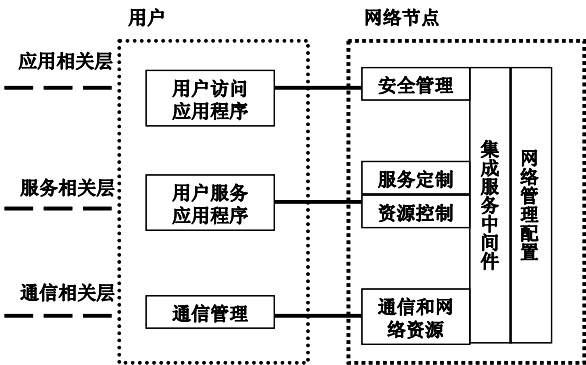 用户
网络节点
应用相关层
用户访问
应用程序
安全管理
服务相关层
用户服务
应用程序
服务定制
资源控制
通信相关层
通信管理
通信和网
络资源
集成服务中间件
网络管理配置